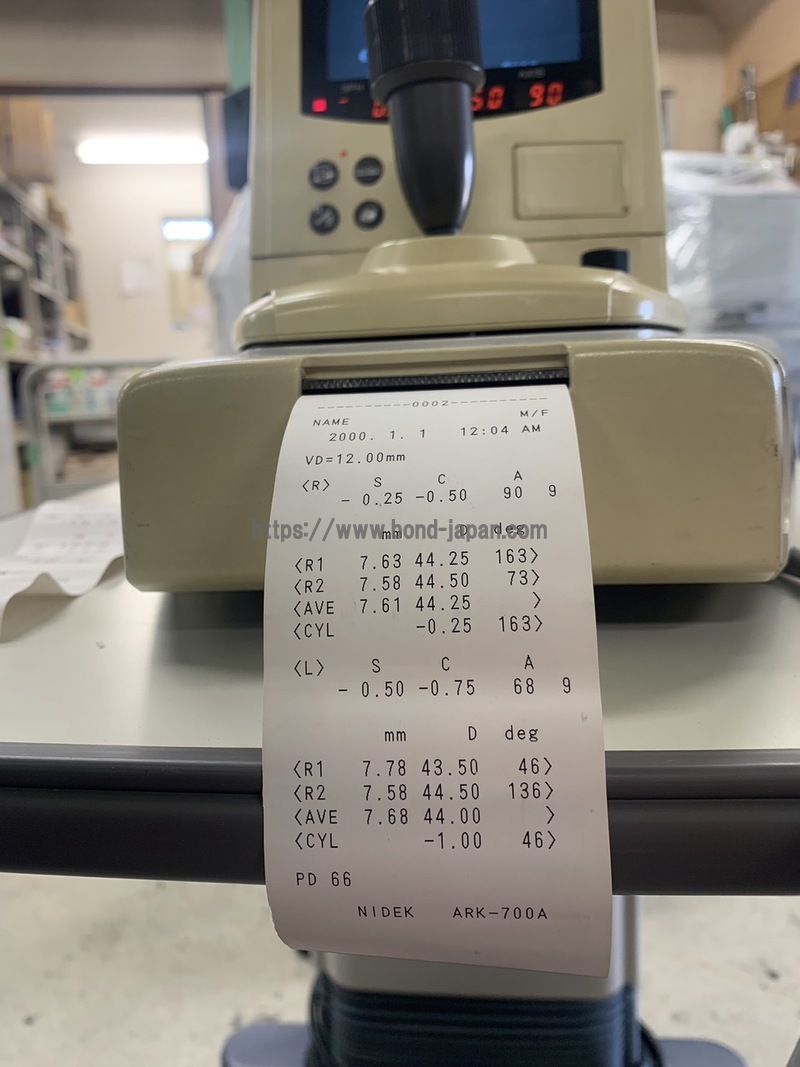 50 90
----------0002----------
NAME M/F
2000. 1. 1 12:04 AM
VD=12.00mm
<R> S C A
- 0.25 -0.50 90 9
https://www.bond-japan.com
mm D deg
<R1 7.63 44.25 163>
<R2 7.58 44.50 73>
<AVE 7.61 44.25 >
<CYL -0.25 163>
<L> S C A
- 0.50 -0.75 68 9
mm D deg
<R1 7.78 43.50 46>
<R2 7.58 44.50 136>
<AVE 7.68 44.00 >
<CYL -1.00 46>
PD 66
NIDEK ARK-700A